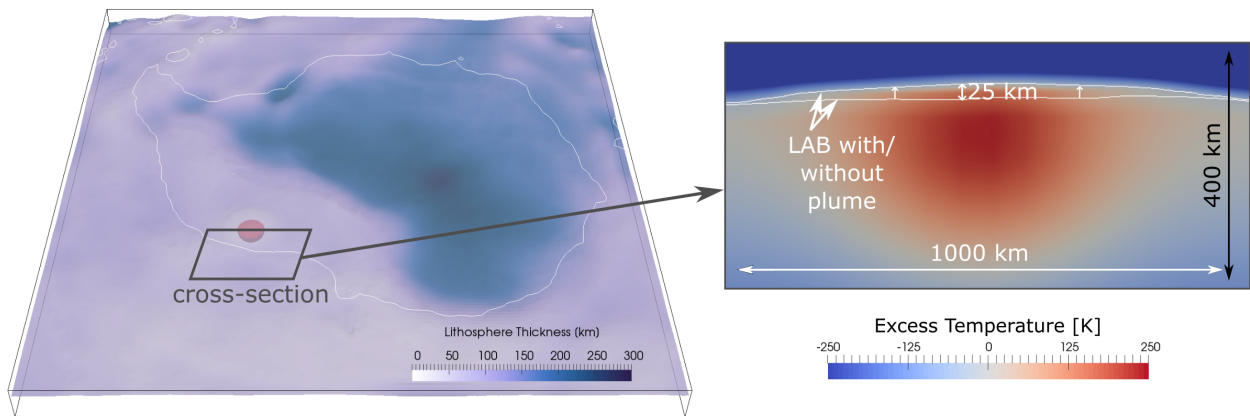 cross-section
Lithosphere Thickness [km]
0 50 100 150 200 250 300
25 km
LAB with/
without
plume
400 km
1000 km
Excess Temperature [K]
-250 -125 0 125 250